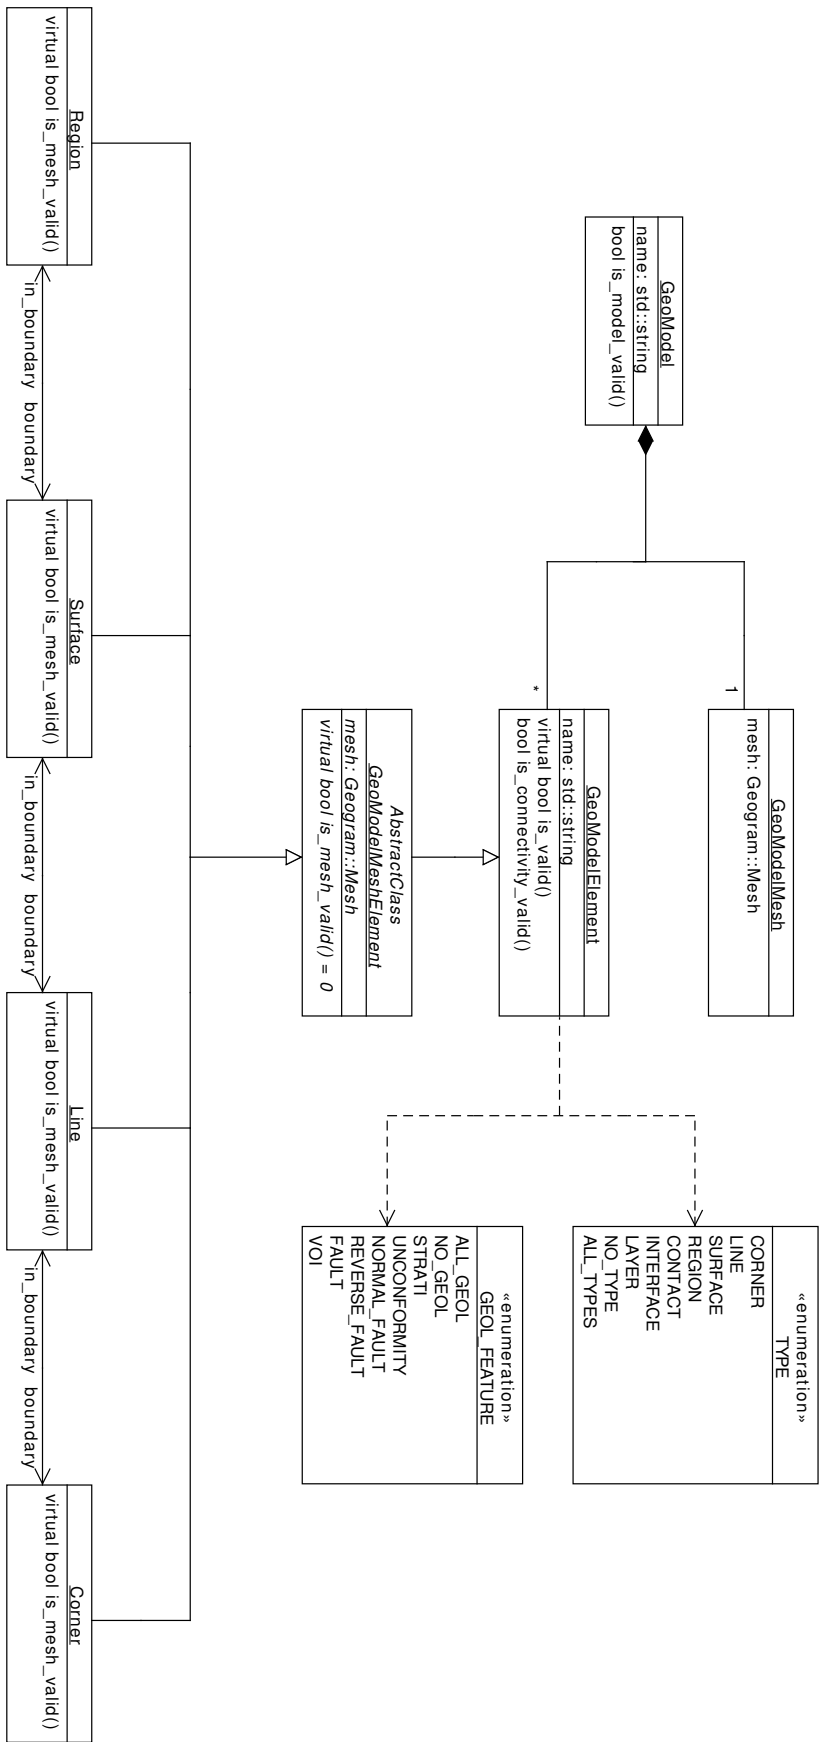 GeoModel
name: std::string
bool is_model_valid()
1
*
GeoModelMesh
mesh: Geogram::Mesh
GeoModelElement
name: std::string
virtual bool is_valid()
bool is_connectivity_valid()
«enumeration»
TYPE
CORNER
LINE
SURFACE
REGION
CONTACT
INTERFACE
LAYER
NO_TYPE
ALL_TYPES
«enumeration»
GEOL_FEATURE
ALL_GEOL
NO_GEOL
STRATI
UNCONFORMITY
NORMAL_FAULT
REVERSE_FAULT
FAULT
VOI
AbstractClass
GeoModelMeshElement
mesh: Geogram::Mesh
virtual bool is_mesh_valid() = 0
Region
virtual bool is_mesh_valid()
in_boundary boundary
Surface
virtual bool is_mesh_valid()
in_boundary boundary
Line
virtual bool is_mesh_valid()
in_boundary boundary
Corner
virtual bool is_mesh_valid()